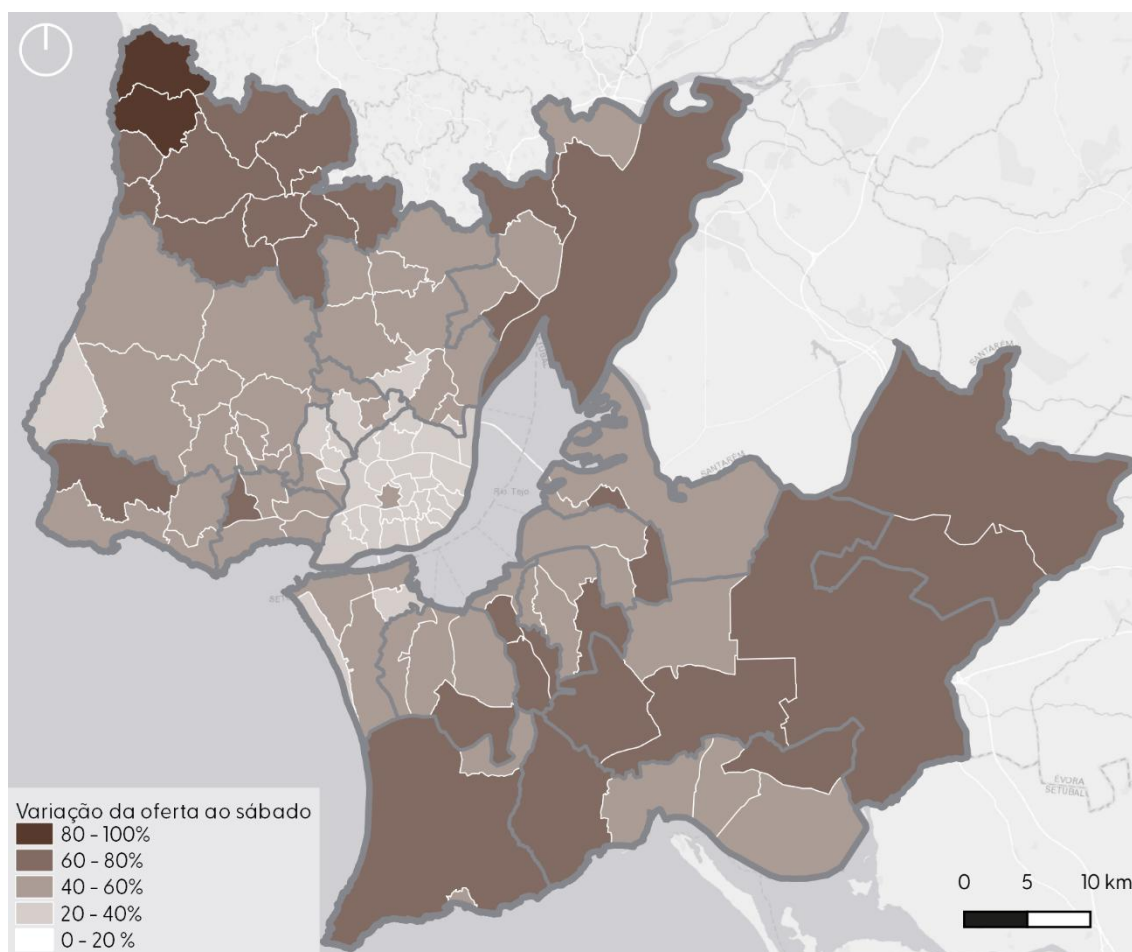 SETÚBAL
SANTARÉM
SANTARÉM
Rio Tejo
ÉVORA
SETÚBAL
Variação da oferta ao sábado
80 - 100%
60 - 80%
40 - 60%
20 - 40%
0 - 20 %
0 5 10 km